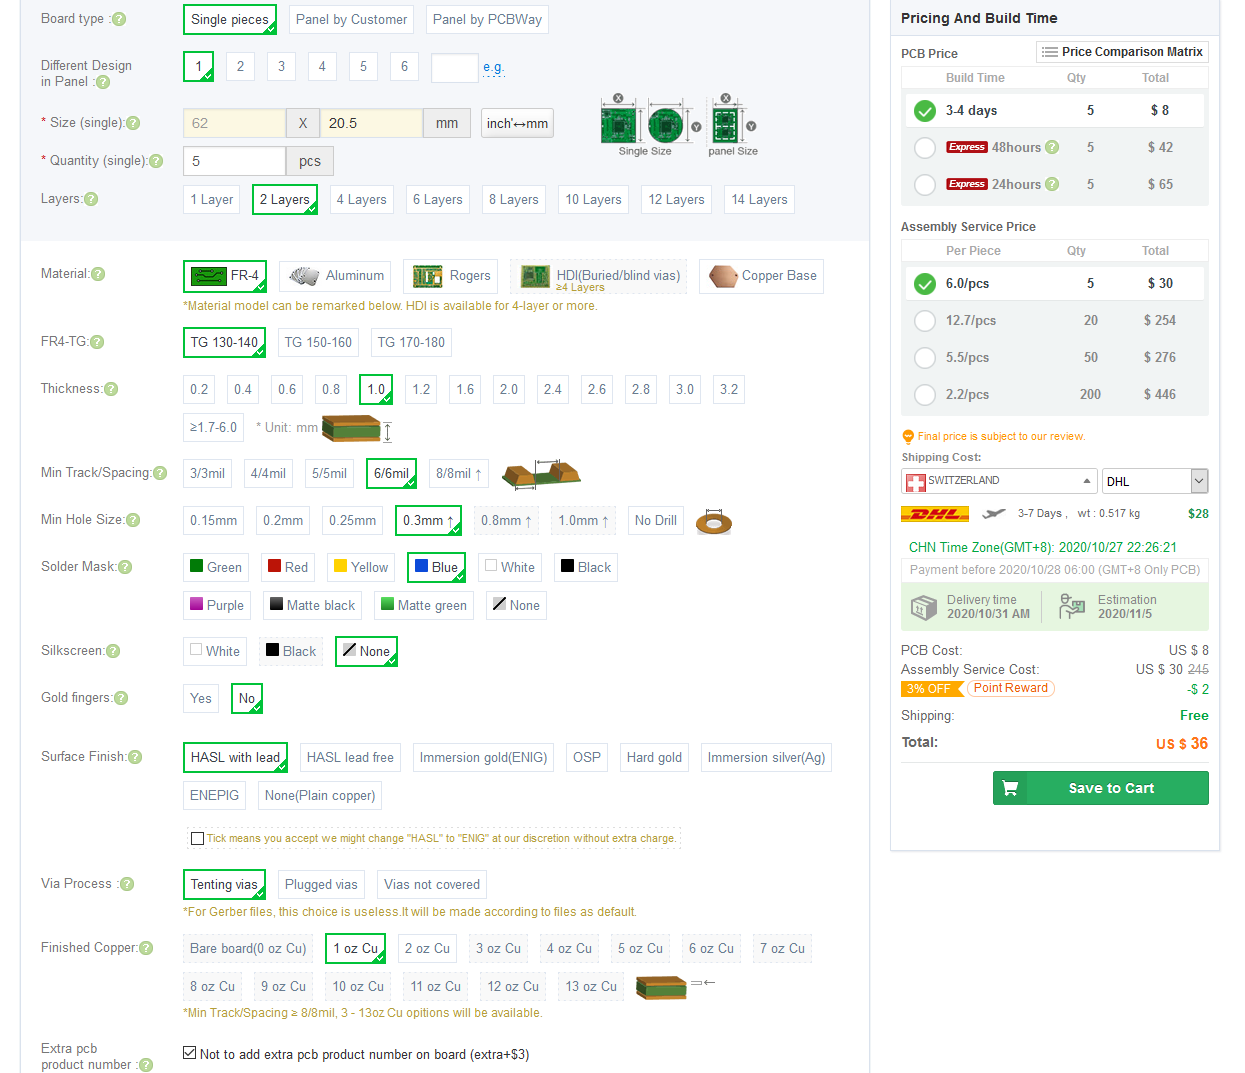 Board type : Single pieces Panel by Customer Panel by PCBWay
Different Design
in Panel : 1 2 3 4 5 6 e.g.
* Size (single): 62 X 20.5 mm inch'↔mm
X Y X Y
Single Size panel Size
* Quantity (single): 5 pcs
Layers: 1 Layer 2 Layers 4 Layers 6 Layers 8 Layers 10 Layers 12 Layers 14 Layers
Material: FR-4 Aluminum Rogers HDI(Buried/blind vias) Copper Base
≥4 Layers
*Material model can be remarked below. HDI is available for 4-layer or more.
FR4-TG: TG 130-140 TG 150-160 TG 170-180
Thickness: 0.2 0.4 0.6 0.8 1.0 1.2 1.6 2.0 2.4 2.6 2.8 3.0 3.2
≥1.7-6.0 * Unit: mm
Min Track/Spacing: 3/3mil 4/4mil 5/5mil 6/6mil 8/8mil ↑
Min Hole Size: 0.15mm 0.2mm 0.25mm 0.3mm ↑ 0.8mm ↑ 1.0mm ↑ No Drill
Solder Mask: Green Red Yellow Blue White Black
Purple Matte black Matte green None
Silkscreen: White Black None
Gold fingers: Yes No
Surface Finish: HASL with lead HASL lead free Immersion gold(ENIG) OSP Hard gold Immersion silver(Ag)
ENEPIG None(Plain copper)
Tick means you accept we might change "HASL" to "ENIG" at our discretion without extra charge.
Via Process : Tenting vias Plugged vias Vias not covered
*For Gerber files, this choice is useless.It will be made according to files as default.
Finished Copper: Bare board(0 oz Cu) 1 oz Cu 2 oz Cu 3 oz Cu 4 oz Cu 5 oz Cu 6 oz Cu 7 oz Cu
8 oz Cu 9 oz Cu 10 oz Cu 11 oz Cu 12 oz Cu 13 oz Cu
*Min Track/Spacing ≥ 8/8mil, 3 - 13oz Cu opitions will be available.
Extra pcb
product number : Not to add extra pcb product number on board (extra+$3)
Pricing And Build Time
PCB Price Price Comparison Matrix
Build Time Qty Total
3-4 days 5 $ 8
Express 48hours 5 $ 42
Express 24hours 5 $ 65
Assembly Service Price
Per Piece Qty Total
6.0/pcs 5 $ 30
12.7/pcs 20 $ 254
5.5/pcs 50 $ 276
2.2/pcs 200 $ 446
Final price is subject to our review.
Shipping Cost:
SWITZERLAND DHL
DHL 3-7 Days , wt : 0.517 kg $28
CHN Time Zone(GMT+8): 2020/10/27 22:26:21
Payment before 2020/10/28 06:00 (GMT+8 Only PCB)
Delivery time Estimation
2020/10/31 AM 2020/11/5
PCB Cost: US $ 8
Assembly Service Cost: US $ 30 245
3% OFF Point Reward -$ 2
Shipping: Free
Total: US $ 36
Save to Cart